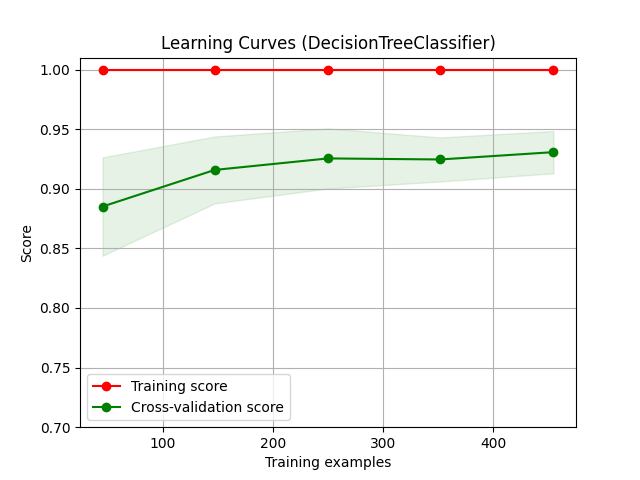 Learning Curves (DecisionTreeClassifier)
1.00
0.95
0.90
0.85
0.80
0.75
0.70
Score
Training score
Cross-validation score
100
200
300
400
Training examples